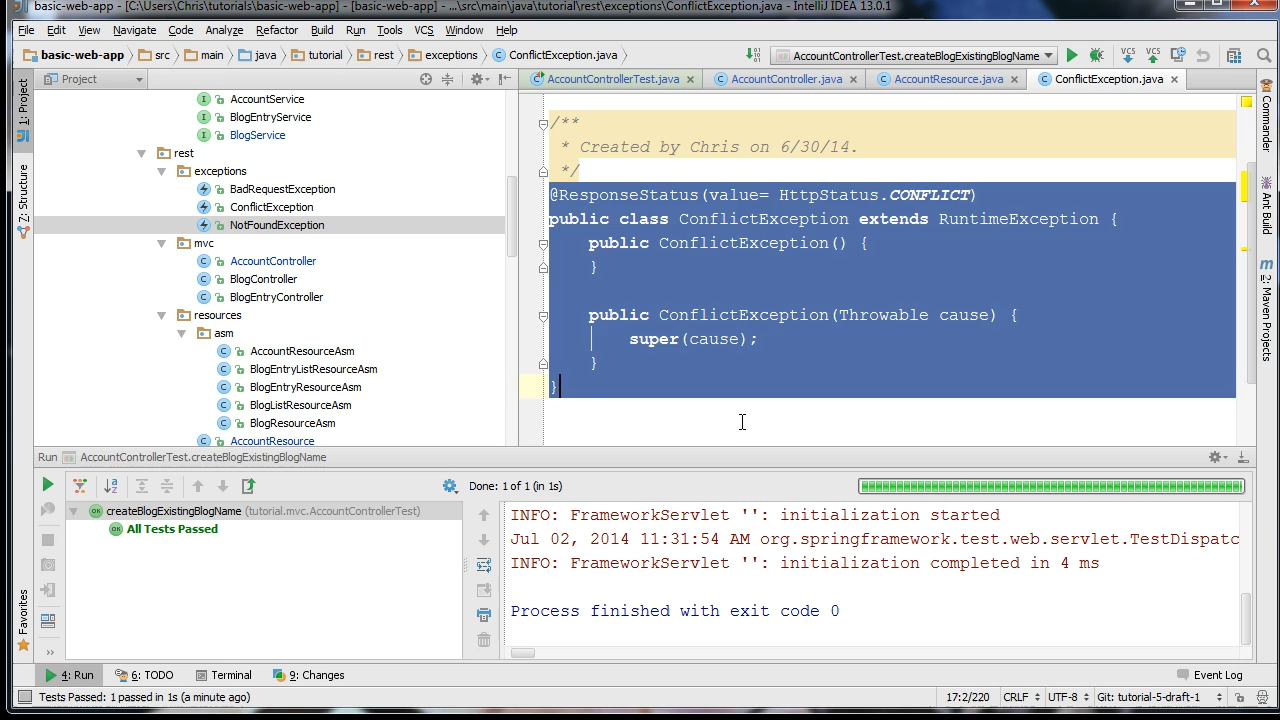 basic-web-app - [C:\Users\Chris\tutorials\basic-web-app] - [basic-web-app] - ...\src\main\java\tutorial\rest\exceptions\ConflictException.java - IntelliJ IDEA 13.0.1
File Edit View Navigate Code Analyze Refactor Build Run Tools VCS Window Help
basic-web-app src main java tutorial rest exceptions ConflictException.java AccountControllerTest.createBlogExistingBlogName VCS VCS
Project AccountControllerTest.java AccountController.java AccountResource.java ConflictException.java
1: Project
7: Structure
Favorites
AccountService
BlogEntryService
BlogService
rest
exceptions
BadRequestException
ConflictException
NotFoundException
mvc
AccountController
BlogController
BlogEntryController
resources
asm
AccountResourceAsm
BlogEntryListResourceAsm
BlogEntryResourceAsm
BlogListResourceAsm
BlogResourceAsm
AccountResource
/**
 * Created by Chris on 6/30/14.
 */
@ResponseStatus(value= HttpStatus.CONFLICT)
public class ConflictException extends RuntimeException {
    public ConflictException() {
    }
    public ConflictException(Throwable cause) {
        super(cause);
    }
}
Commander
Ant Build
Maven Projects
Run AccountControllerTest.createBlogExistingBlogName
Done: 1 of 1 (in 1s)
createBlogExistingBlogName (tutorial.mvc.AccountControllerTest)
All Tests Passed
INFO: FrameworkServlet '': initialization started
Jul 02, 2014 11:31:54 AM org.springframework.test.web.servlet.TestDispatc
INFO: FrameworkServlet '': initialization completed in 4 ms
Process finished with exit code 0
4: Run 6: TODO Terminal 9: Changes Event Log
Tests Passed: 1 passed in 1s (a minute ago) 17:2/220 CRLF UTF-8 Git: tutorial-5-draft-1